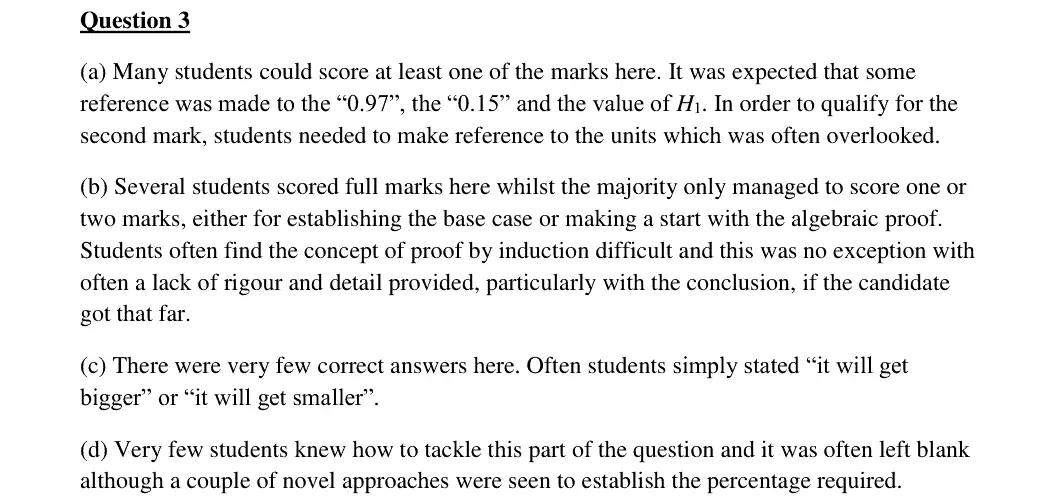 Question 3
(a) Many students could score at least one of the marks here. It was expected that some
reference was made to the “0.97”, the “0.15” and the value of H1. In order to qualify for the
second mark, students needed to make reference to the units which was often overlooked.
(b) Several students scored full marks here whilst the majority only managed to score one or
two marks, either for establishing the base case or making a start with the algebraic proof.
Students often find the concept of proof by induction difficult and this was no exception with
often a lack of rigour and detail provided, particularly with the conclusion, if the candidate
got that far.
(c) There were very few correct answers here. Often students simply stated “it will get
bigger” or “it will get smaller”.
(d) Very few students knew how to tackle this part of the question and it was often left blank
although a couple of novel approaches were seen to establish the percentage required.